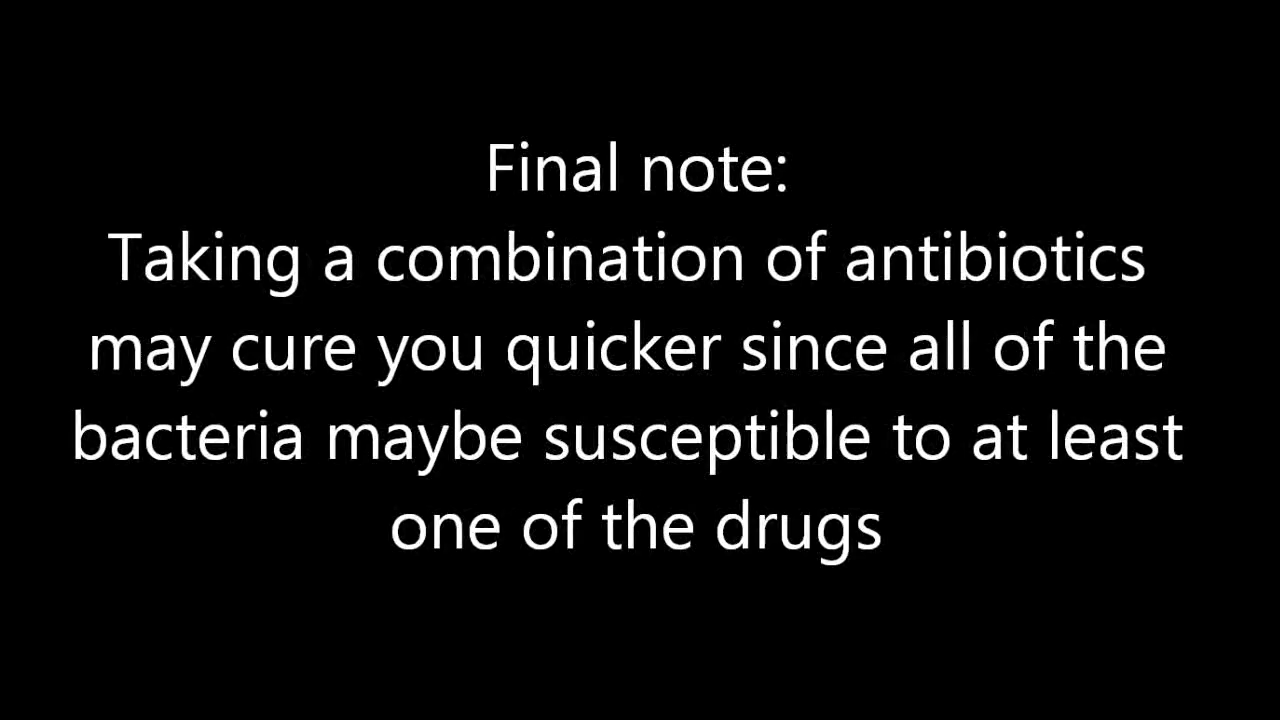 Final note:
Taking a combination of antibiotics
may cure you quicker since all of the
bacteria maybe susceptible to at least
one of the drugs